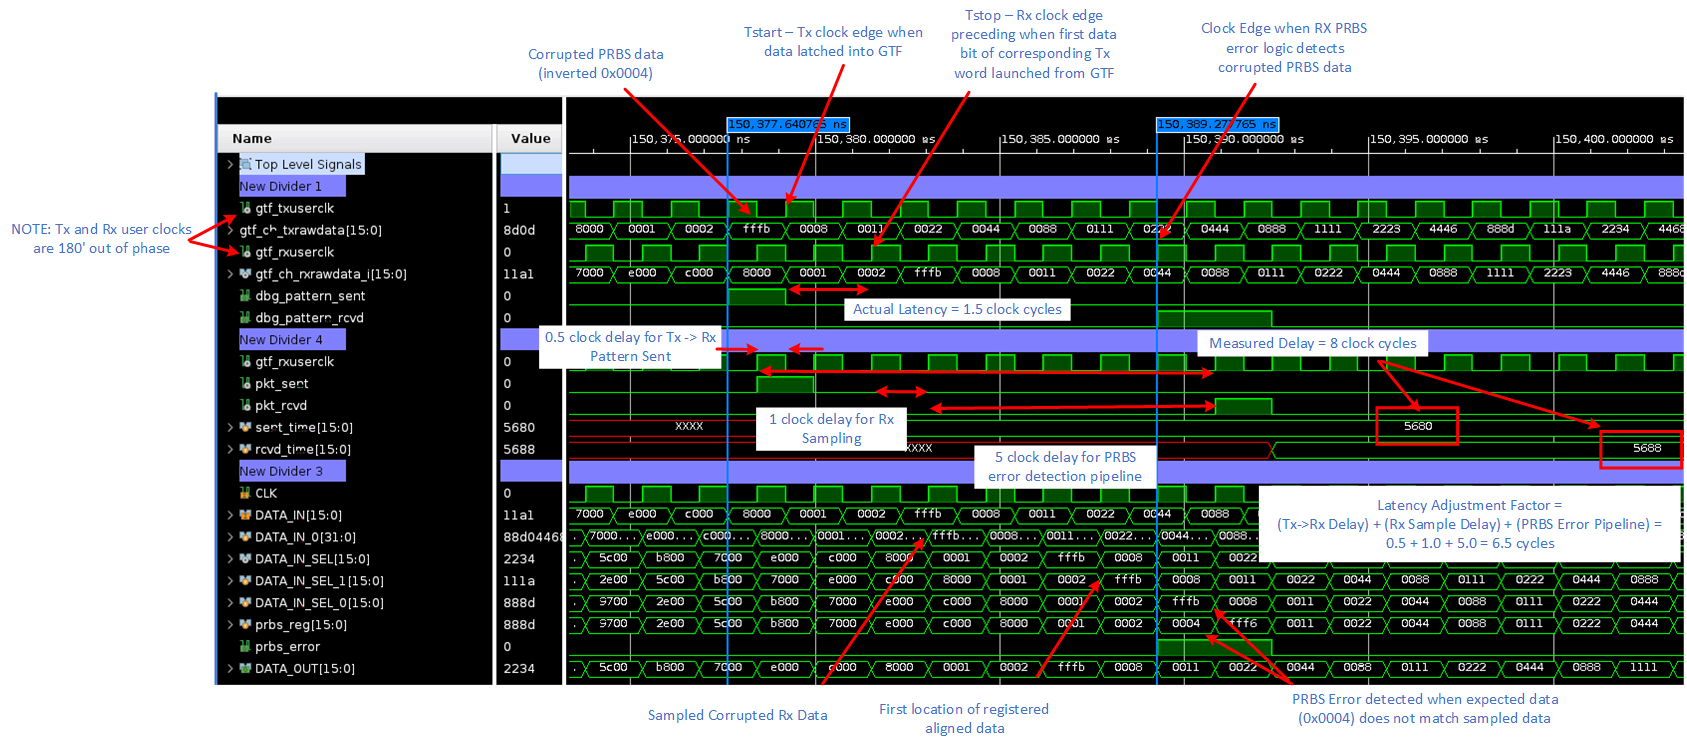 Corrupted PRBS data
(inverted 0x0004)
Tstart – Tx clock edge when
data latched into GTF
Tstop – Rx clock edge
preceding when first data
bit of corresponding Tx
word launched from GTF
Clock Edge when RX PRBS
error logic detects
corrupted PRBS data
150,377.640765 ns
150,389.277765 ns
Name
Value
150,375.000000 ns
150,380.000000 ns
150,385.000000 ns
150,390.000000 ns
150,395.000000 ns
150,400.000000 ns
Top Level Signals
New Divider 1
NOTE: Tx and Rx user clocks
are 180' out of phase
gtf_txuserclk 1
gtf_ch_txrawdata[15:0] 8d0d 8000 0001 0002 fffb 0008 0011 0022 0044 0088 0111 0222 0444 0888 1111 2223 4446 888d 111a 2234 4468
gtf_rxuserclk 0
gtf_ch_rxrawdata_i[15:0] 11a1 7000 e000 c000 8000 0001 0002 fffb 0008 0011 0022 0044 0088 0111 0222 0444 0888 1111 2223 4446
dbg_pattern_sent 0
Actual Latency = 1.5 clock cycles
dbg_pattern_rcvd 0
New Divider 4
0.5 clock delay for Tx -> Rx
Pattern Sent
Measured Delay = 8 clock cycles
gtf_rxuserclk 0
pkt_sent 0
pkt_rcvd 0
1 clock delay for Rx
Sampling
sent_time[15:0] 5680 XXXX 5680
rcvd_time[15:0] 5688 XXXX 5688
5 clock delay for PRBS
error detection pipeline
New Divider 3
CLK 0
Latency Adjustment Factor =
(Tx->Rx Delay) + (Rx Sample Delay) + (PRBS Error Pipeline) =
0.5 + 1.0 + 5.0 = 6.5 cycles
DATA_IN[15:0] 11a1 7000 e000 c000 8000 0001 0002 fffb 0008 0011 0022 0044 0088
DATA_IN_0[31:0] 88d04468 7000... e000... c000... 8000... 0001... 0002... fffb... 0008... 0011... 0022... 0044... 0088...
DATA_IN_SEL[15:0] 2234 5c00 b800 7000 e000 c000 8000 0001 0002 fffb 0008 0011 0022
DATA_IN_SEL_1[15:0] 111a 2e00 5c00 b800 7000 e000 c000 8000 0001 0002 fffb 0008 0011 0022 0044 0088 0111 0222 0444 0888
DATA_IN_SEL_0[15:0] 888d 9700 2e00 5c00 b800 7000 e000 c000 8000 0001 0002 fffb 0008 0011 0022 0044 0088 0111 0222 0444
prbs_reg[15:0] 888d 9700 2e00 5c00 b800 7000 e000 c000 8000 0001 0002 0004 fff6 0011 0022 0044 0088 0111 0222 0444
prbs_error 0
DATA_OUT[15:0] 2234 5c00 b800 7000 e000 c000 8000 0001 0002 fffb 0008 0011 0022 0044 0088 0111 0222 0444 0888 1111
Sampled Corrupted Rx Data
First location of registered
aligned data
PRBS Error detected when expected data
(0x0004) does not match sampled data